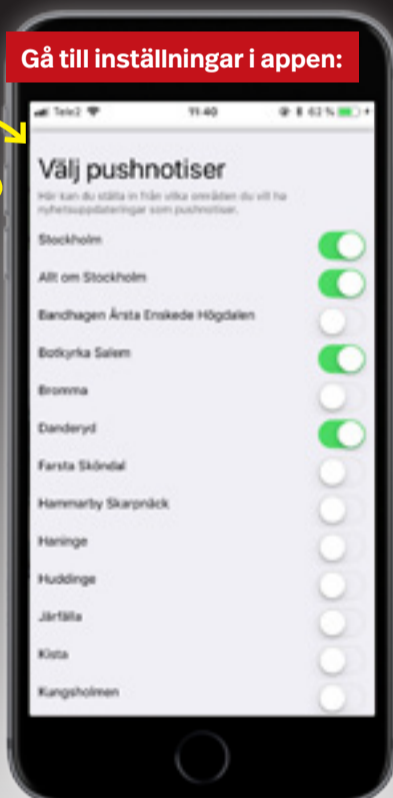 Gå till inställningar i appen:
Tele2 11:40 62 %
Välj pushnotiser
Här kan du ställa in från vilka områden du vill ha
nyhetsuppdateringar som pushnotiser.
Stockholm
Allt om Stockholm
Bandhagen Årsta Enskede Högdalen
Botkyrka Salem
Bromma
Danderyd
Farsta Sköndal
Hammarby Skarpnäck
Haninge
Huddinge
Järfälla
Kista
Kungsholmen